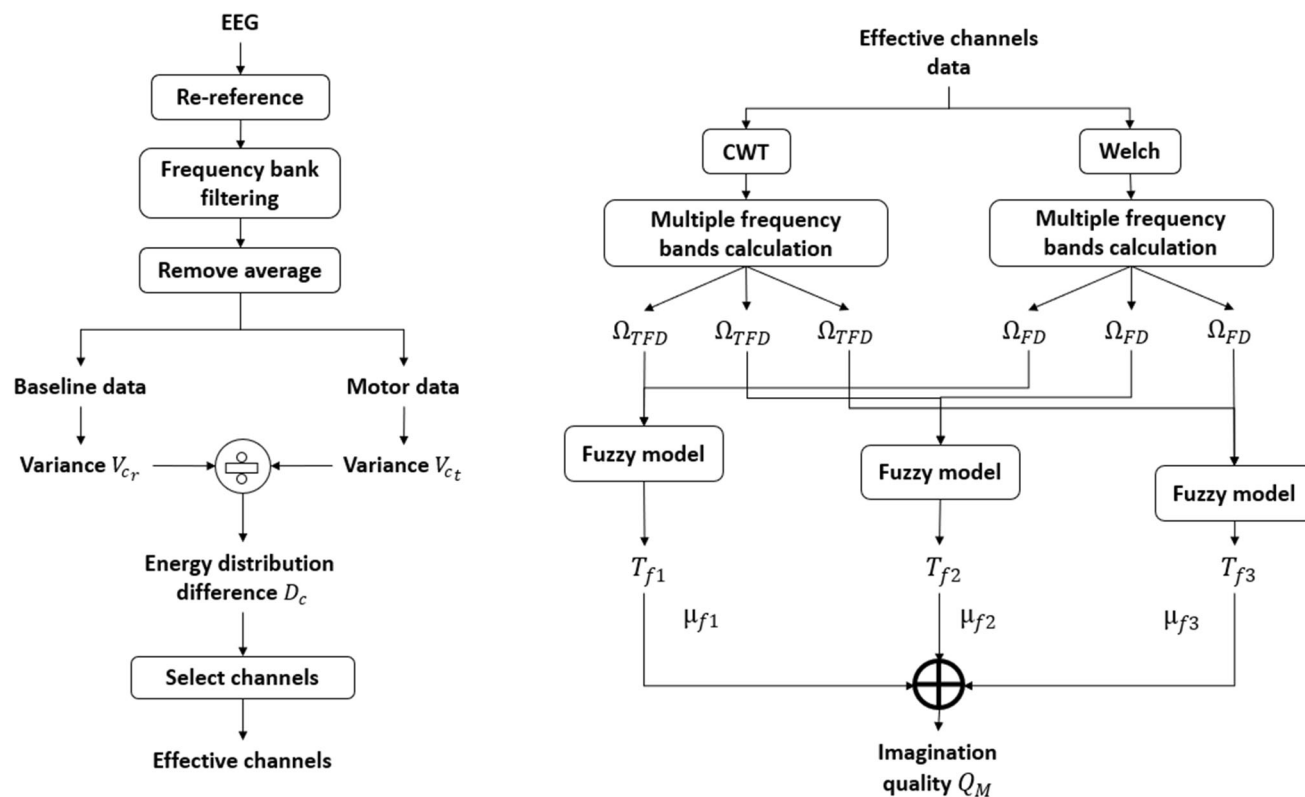 EEG
Re-reference
Frequency bank
filtering
Remove average
Baseline data
Motor data
Variance V_{c_r}
Variance V_{c_t}
Energy distribution
difference D_c
Select channels
Effective channels
Effective channels
data
CWT
Welch
Multiple frequency
bands calculation
Multiple frequency
bands calculation
Ω_{TFD}
Ω_{TFD}
Ω_{TFD}
Ω_{FD}
Ω_{FD}
Ω_{FD}
Fuzzy model
Fuzzy model
Fuzzy model
T_{f1}
T_{f2}
T_{f3}
μ_{f1}
μ_{f2}
μ_{f3}
Imagination
quality Q_M